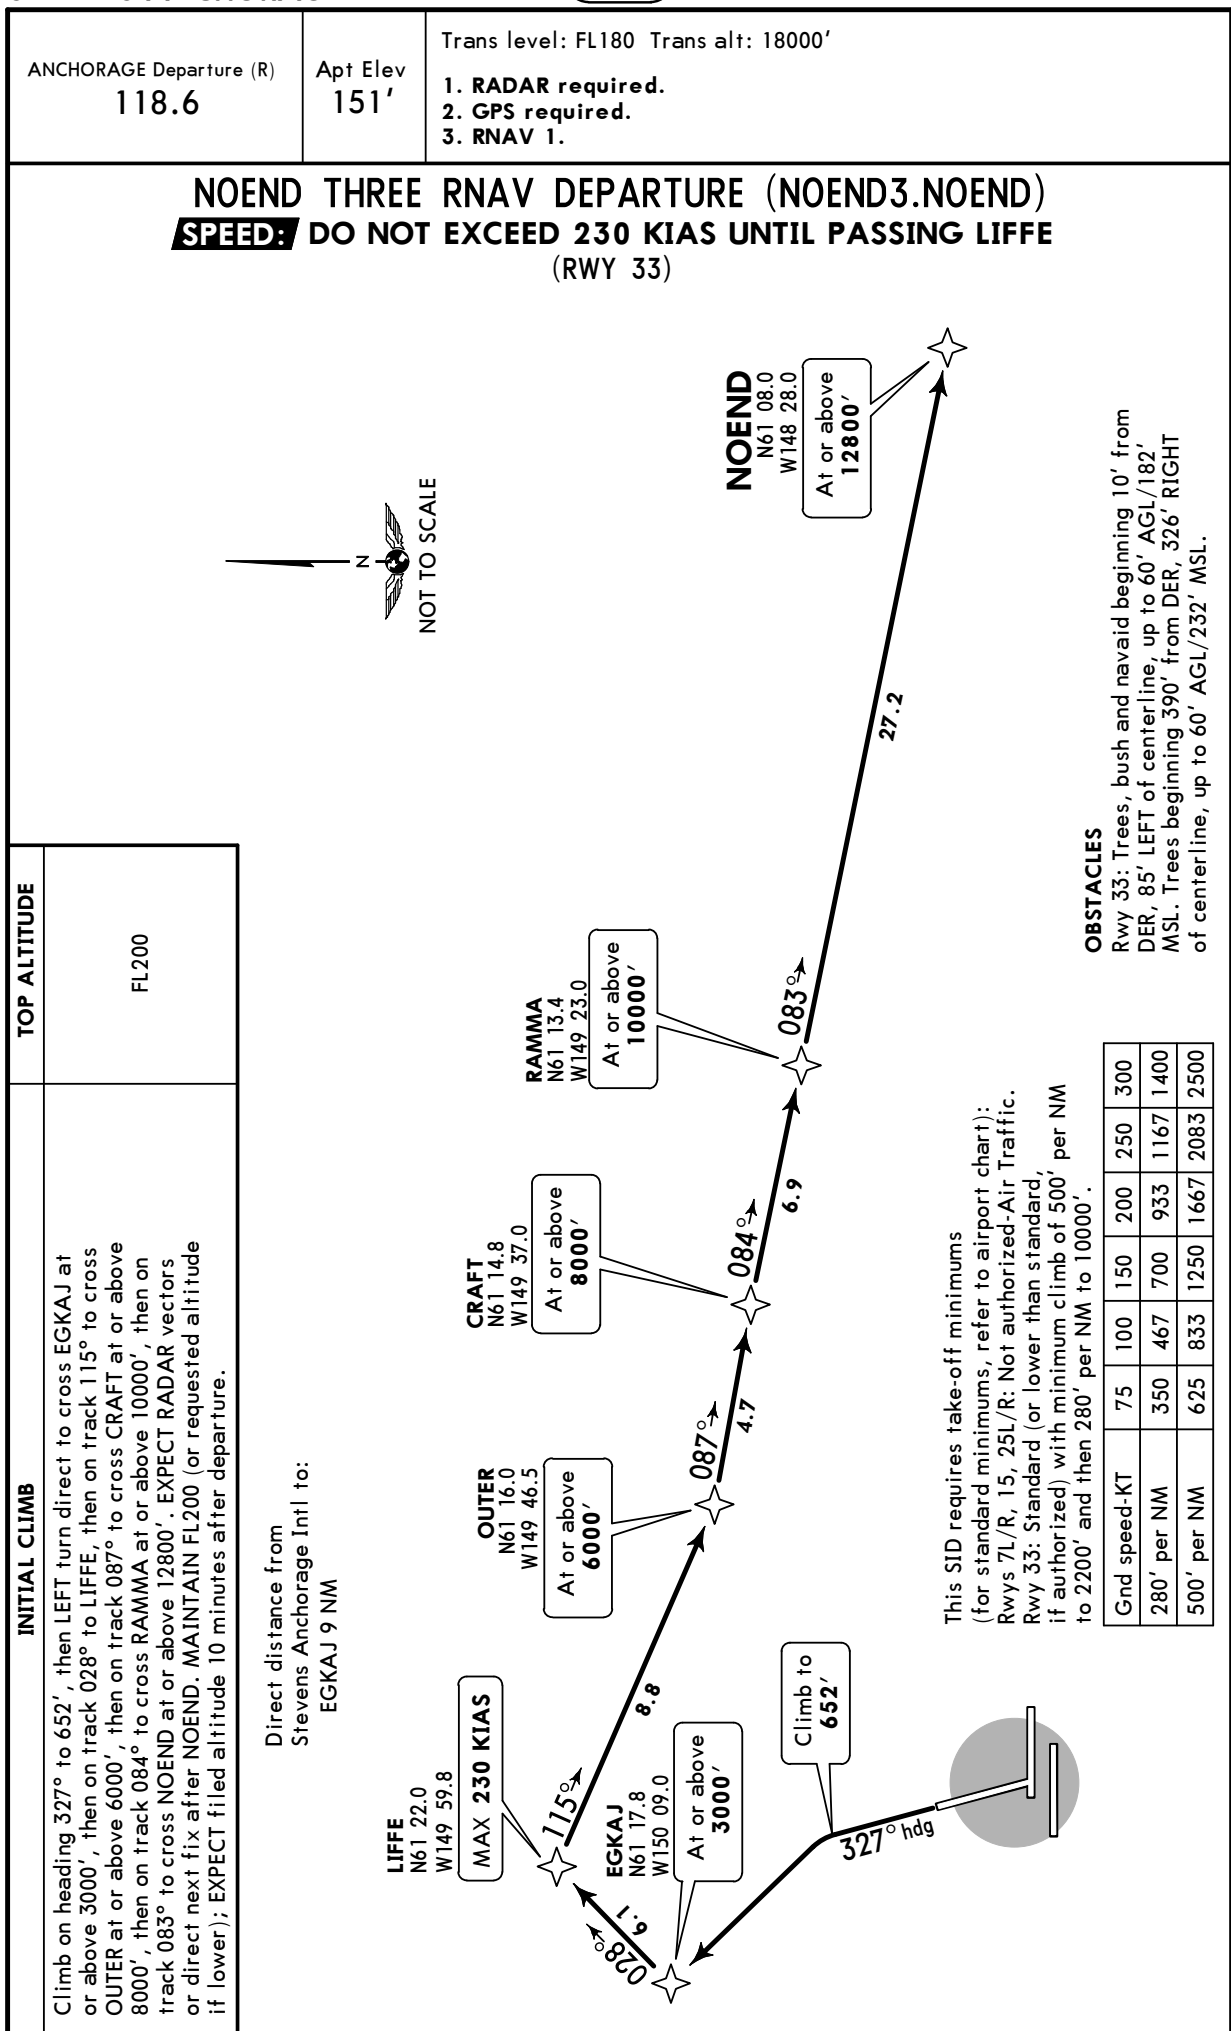 ANCHORAGE Departure (R)
118.6
Apt Elev
151'
Trans level: FL180 Trans alt: 18000'
1. RADAR required.
2. GPS required.
3. RNAV 1.
NOEND THREE RNAV DEPARTURE (NOEND3.NOEND)
SPEED: DO NOT EXCEED 230 KIAS UNTIL PASSING LIFFE
(RWY 33)
INITIAL CLIMB
TOP ALTITUDE
Climb on heading 327° to 652', then LEFT turn direct to cross EGKAJ at
or above 3000', then on track 028° to LIFFE, then on track 115° to cross
OUTER at or above 6000', then on track 087° to cross CRAFT at or above
8000', then on track 084° to cross RAMMA at or above 10000', then on
track 083° to cross NOEND at or above 12800'. EXPECT RADAR vectors
or direct next fix after NOEND. MAINTAIN FL200 (or requested altitude
if lower); EXPECT filed altitude 10 minutes after departure.
FL200
Direct distance from
Stevens Anchorage Intl to:
EGKAJ 9 NM
N
NOT TO SCALE
LIFFE
N61 22.0
W149 59.8
MAX 230 KIAS
EGKAJ
N61 17.8
W150 09.0
At or above
3000'
Climb to
652'
327° hdg
028°
6.1
115°
8.8
OUTER
N61 16.0
W149 46.5
At or above
6000'
087°
4.7
CRAFT
N61 14.8
W149 37.0
At or above
8000'
084°
6.9
RAMMA
N61 13.4
W149 23.0
At or above
10000'
083°
27.2
NOEND
N61 08.0
W148 28.0
At or above
12800'
This SID requires take-off minimums
(for standard minimums, refer to airport chart):
Rwys 7L/R, 15, 25L/R: Not authorized-Air Traffic.
Rwy 33: Standard (or lower than standard,
if authorized) with minimum climb of 500' per NM
to 2200' and then 280' per NM to 10000'.
Gnd speed-KT 75 100 150 200 250 300
280' per NM 350 467 700 933 1167 1400
500' per NM 625 833 1250 1667 2083 2500
OBSTACLES
Rwy 33: Trees, bush and navaid beginning 10' from
DER, 85' LEFT of centerline, up to 60' AGL/182'
MSL. Trees beginning 390' from DER, 326' RIGHT
of centerline, up to 60' AGL/232' MSL.